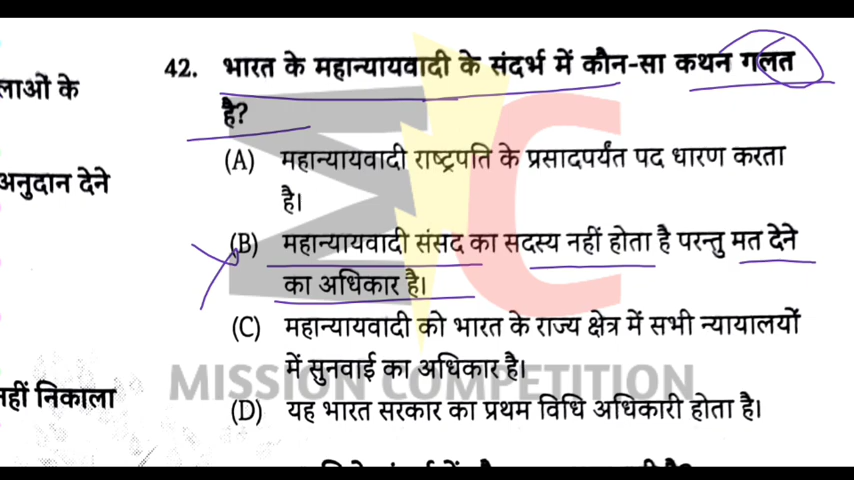 लाओं के
अनुदान देने
नहीं निकाला
42. भारत के महान्यायवादी के संदर्भ में कौन-सा कथन गलत
है?
(A) महान्यायवादी राष्ट्रपति के प्रसादपर्यंत पद धारण करता
है।
(B) महान्यायवादी संसद का सदस्य नहीं होता है परन्तु मत देने
का अधिकार है।
(C) महान्यायवादी को भारत के राज्य क्षेत्र में सभी न्यायालयों
में सुनवाई का अधिकार है।
MISSION COMPETITION
(D) यह भारत सरकार का प्रथम विधि अधिकारी होता है।